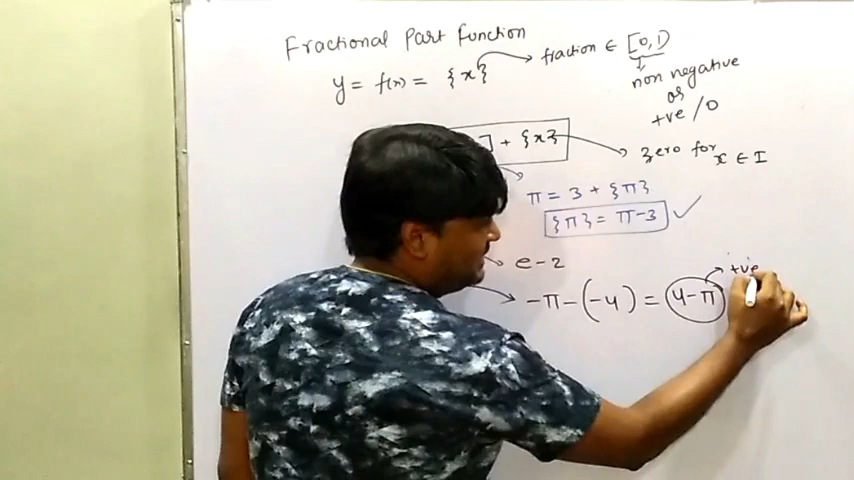 Fractional Part Function
y = f(x) = {x} fraction ∈ [0,1)
non negative
or
+ve / 0
] + {x} zero for x ∈ I
π = 3 + {π}
{π} = π-3 ✓
e-2
-π-(-4) = 4-π +ve